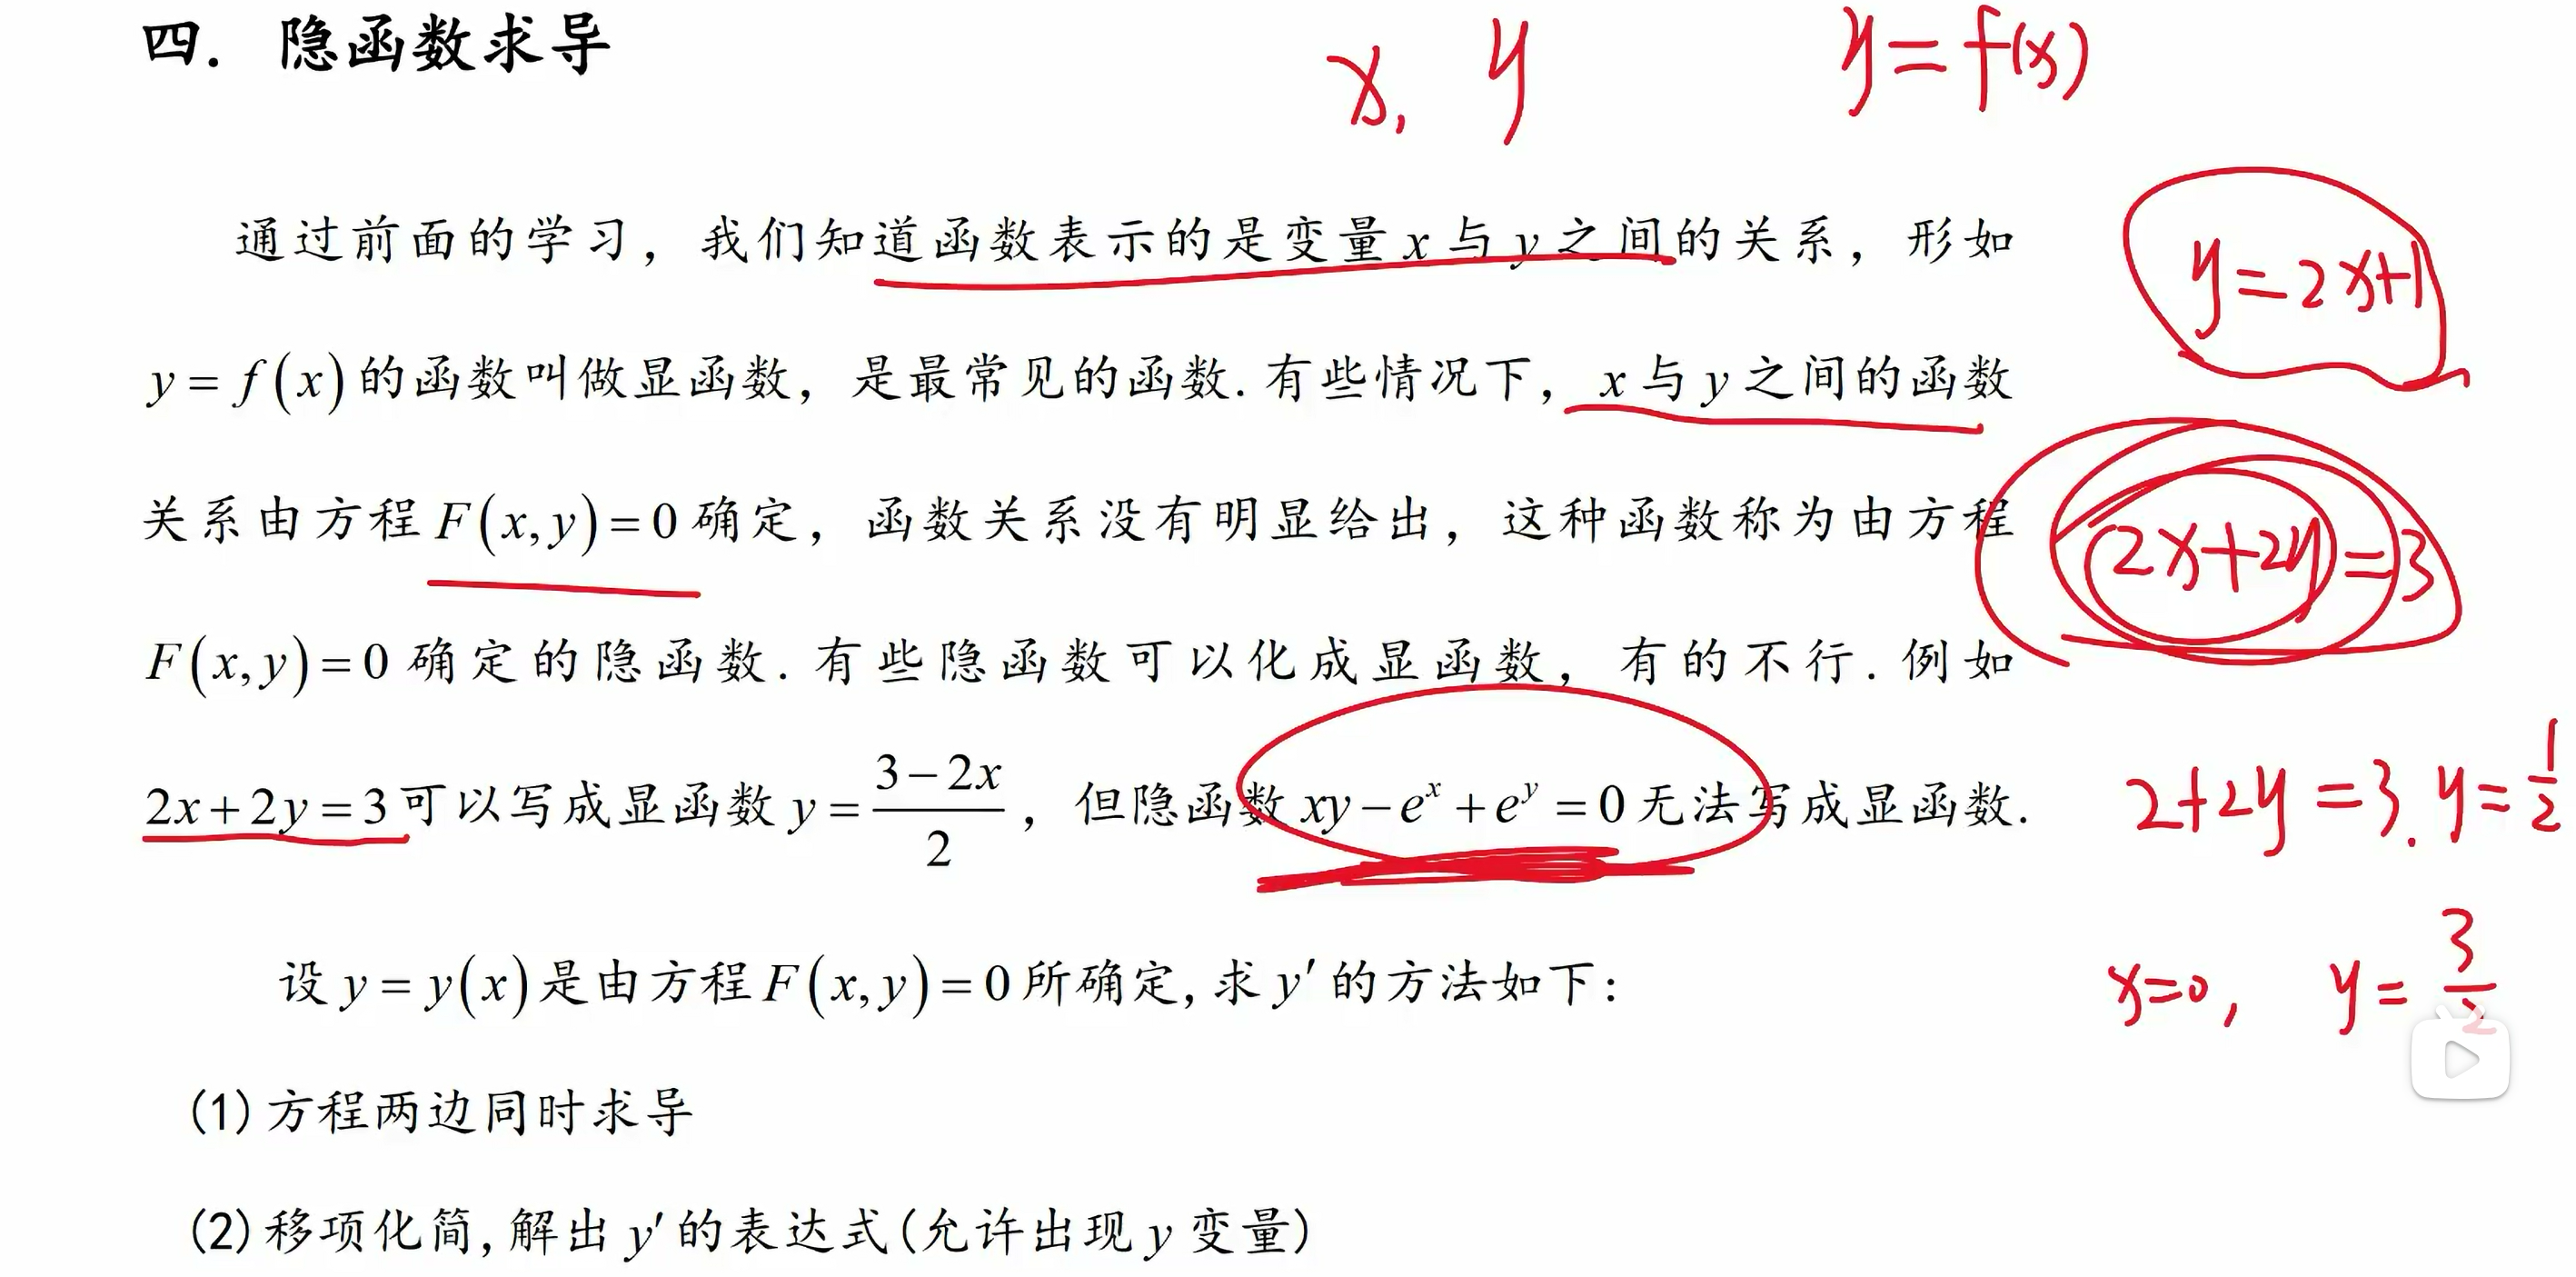 四. 隐函数求导
x, y
y=f(x)
通过前面的学习，我们知道函数表示的是变量 x 与 y 之间的关系，形如
y=2x+1
y=f(x)的函数叫做显函数，是最常见的函数.有些情况下，x 与 y 之间的函数
关系由方程 F(x,y)=0 确定，函数关系没有明显给出，这种函数称为由方程
2x+2y=3
F(x,y)=0 确定的隐函数.有些隐函数可以化成显函数，有的不行.例如
2x+2y=3 可以写成显函数 y=\frac{3-2x}{2}，但隐函数 xy-e^x+e^y=0 无法写成显函数.
2+2y=3. y=\frac{1}{2}
设 y=y(x)是由方程 F(x,y)=0 所确定,求 y′ 的方法如下：
x=0, y=\frac{3}{2}
(1)方程两边同时求导
(2)移项化简,解出 y′ 的表达式(允许出现 y 变量)